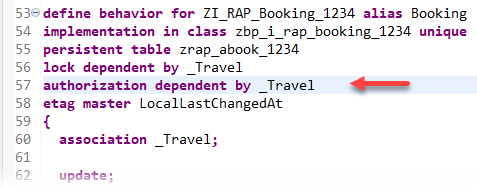 53 define behavior for ZI_RAP_Booking_1234 alias Booking
54 implementation in class zbp_i_rap_booking_1234 unique
55 persistent table zrap_abook_1234
56 lock dependent by _Travel
57 authorization dependent by _Travel
58 etag master LocalLastChangedAt
59 {
60 association _Travel;
61
62 update;